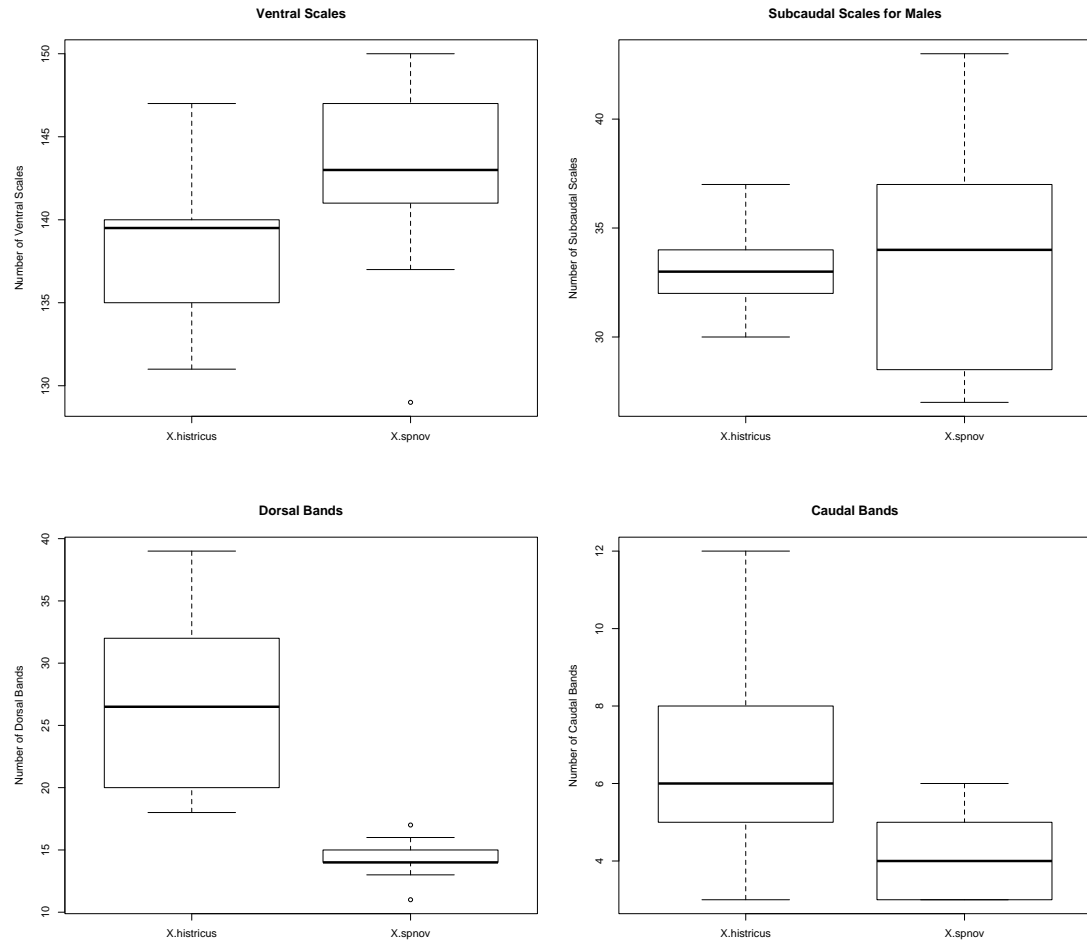 Ventral Scales
Number of Ventral Scales
150
145
140
135
130
X.histricus
X.spnov
Subcaudal Scales for Males
Number of Subcaudal Scales
40
35
30
X.histricus
X.spnov
Dorsal Bands
Number of Dorsal Bands
40
35
30
25
20
15
10
X.histricus
X.spnov
Caudal Bands
Number of Caudal Bands
12
10
8
6
4
X.histricus
X.spnov